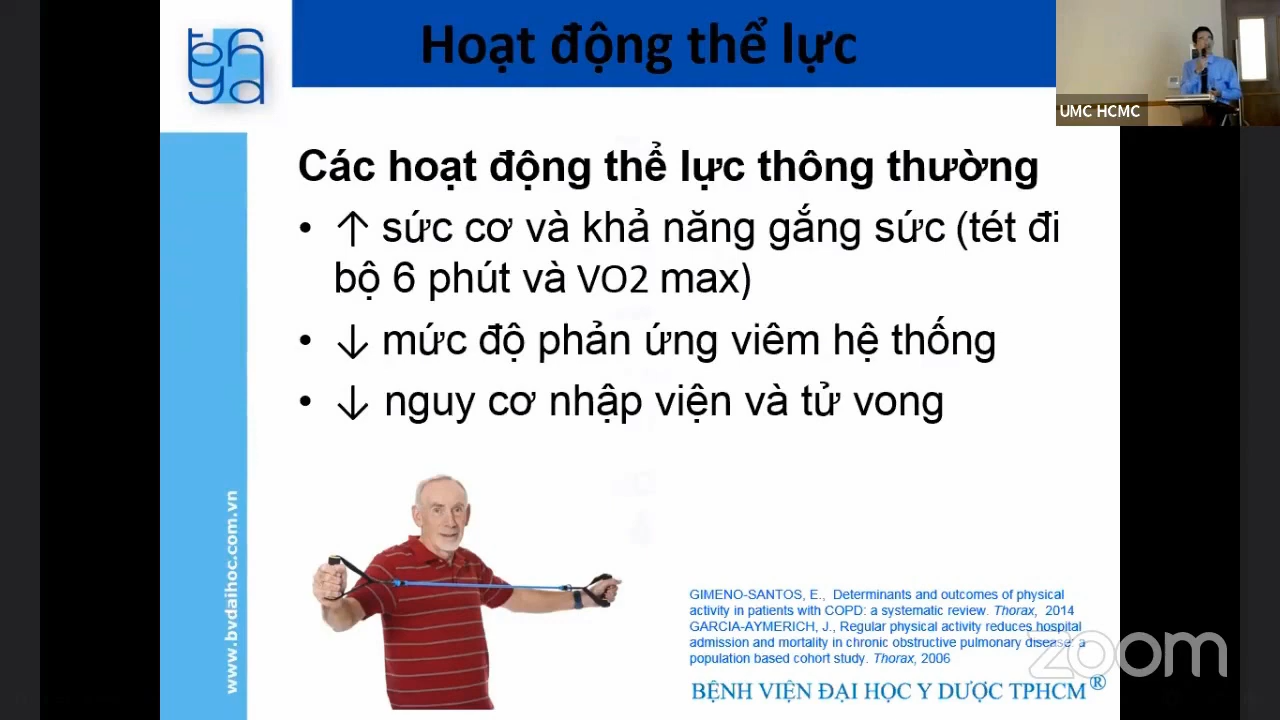 Hoạt động thể lực
UMC HCMC
Các hoạt động thể lực thông thường
• ↑ sức cơ và khả năng gắng sức (tét đi
bộ 6 phút và VO2 max)
• ↓ mức độ phản ứng viêm hệ thống
• ↓ nguy cơ nhập viện và tử vong
www.bvdaihoc.com.vn
GIMENO-SANTOS, E., Determinants and outcomes of physical
activity in patients with COPD: a systematic review. Thorax, 2014
GARCIA-AYMERICH, J., Regular physical activity reduces hospital
admission and mortality in chronic obstructive pulmonary disease: a
population based cohort study. Thorax, 2006
zoom
BỆNH VIỆN ĐẠI HỌC Y DƯỢC TPHCM®